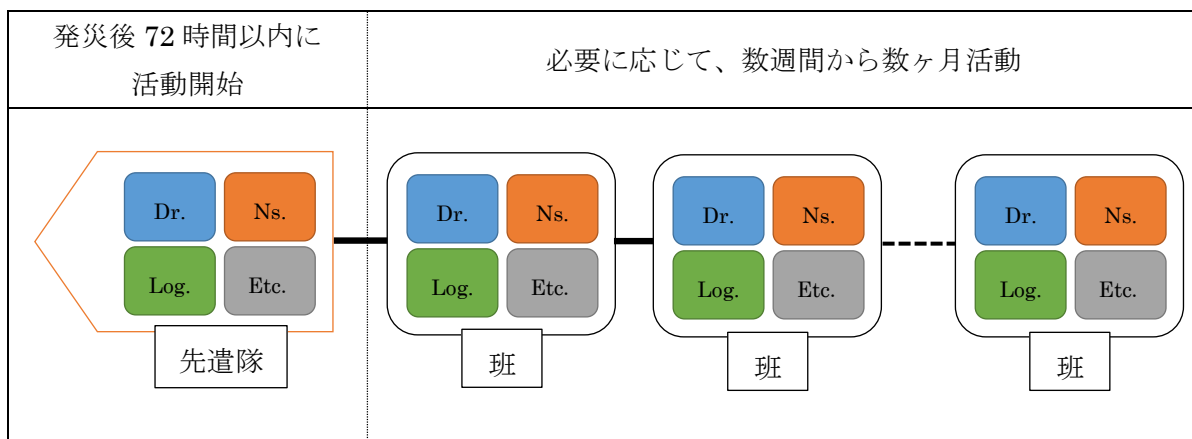 発災後 72 時間以内に
活動開始
必要に応じて、数週間から数ヶ月活動
Dr. Ns.
Log. Etc.
先遣隊
Dr. Ns.
Log. Etc.
班
Dr. Ns.
Log. Etc.
班
Dr. Ns.
Log. Etc.
班